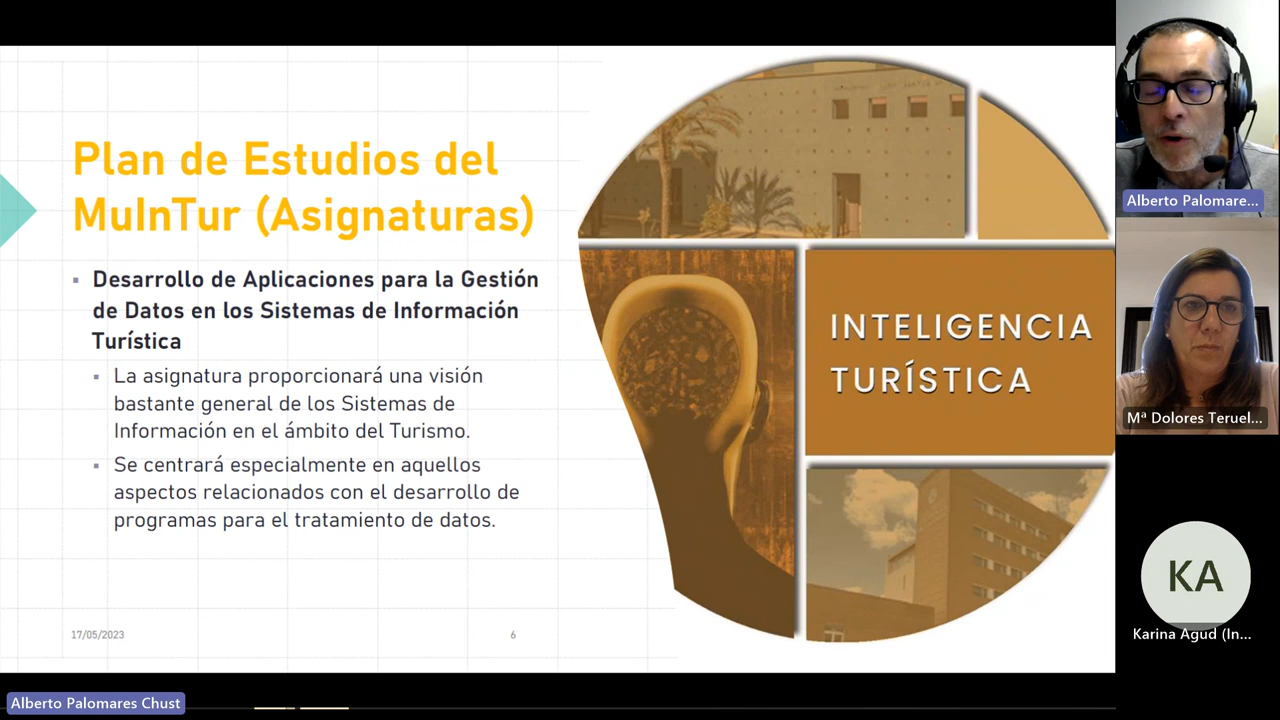 Plan de Estudios del
MuInTur (Asignaturas)
Desarrollo de Aplicaciones para la Gestión
de Datos en los Sistemas de Información
Turística
La asignatura proporcionará una visión
bastante general de los Sistemas de
Información en el ámbito del Turismo.
Se centrará especialmente en aquellos
aspectos relacionados con el desarrollo de
programas para el tratamiento de datos.
17/05/2023
6
INTELIGENCIA
TURÍSTICA
Alberto Palomare...
Mª Dolores Teruel...
KA
Karina Agud (In...
Alberto Palomares Chust